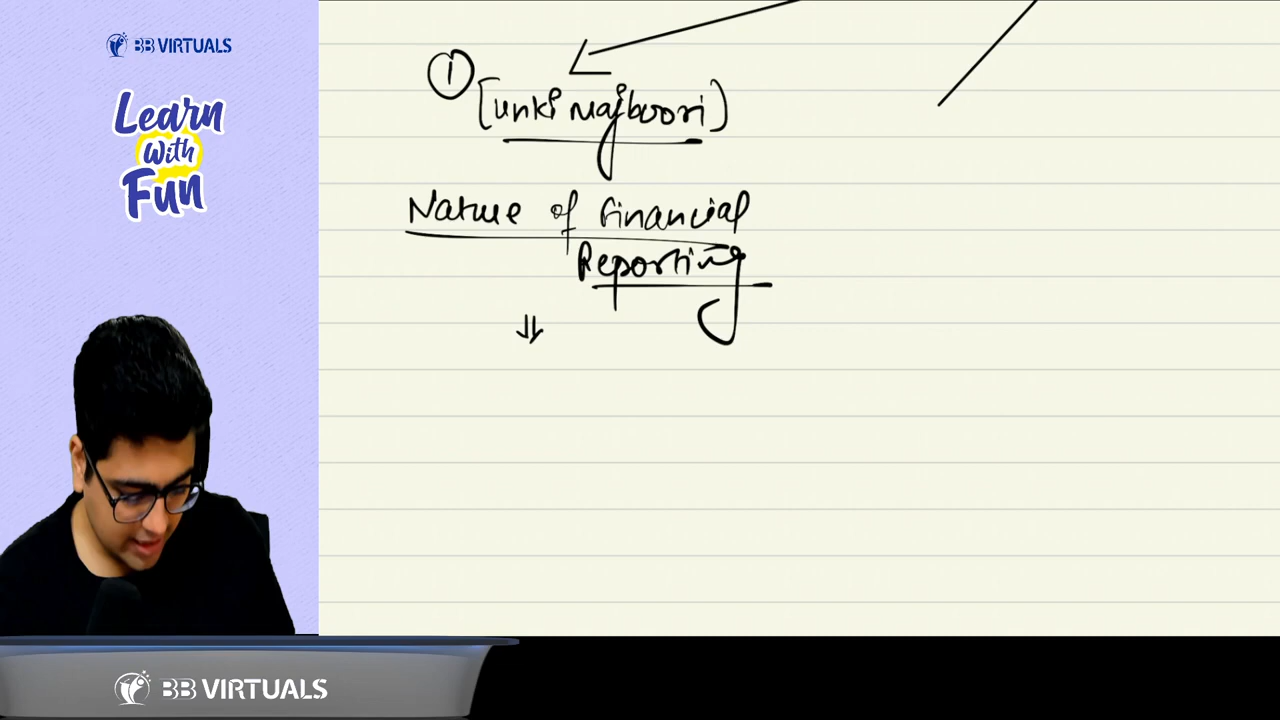 BB VIRTUALS
Learn
With
Fun
① [unki Majboori]
Nature of Financial
Reporting
BB VIRTUALS